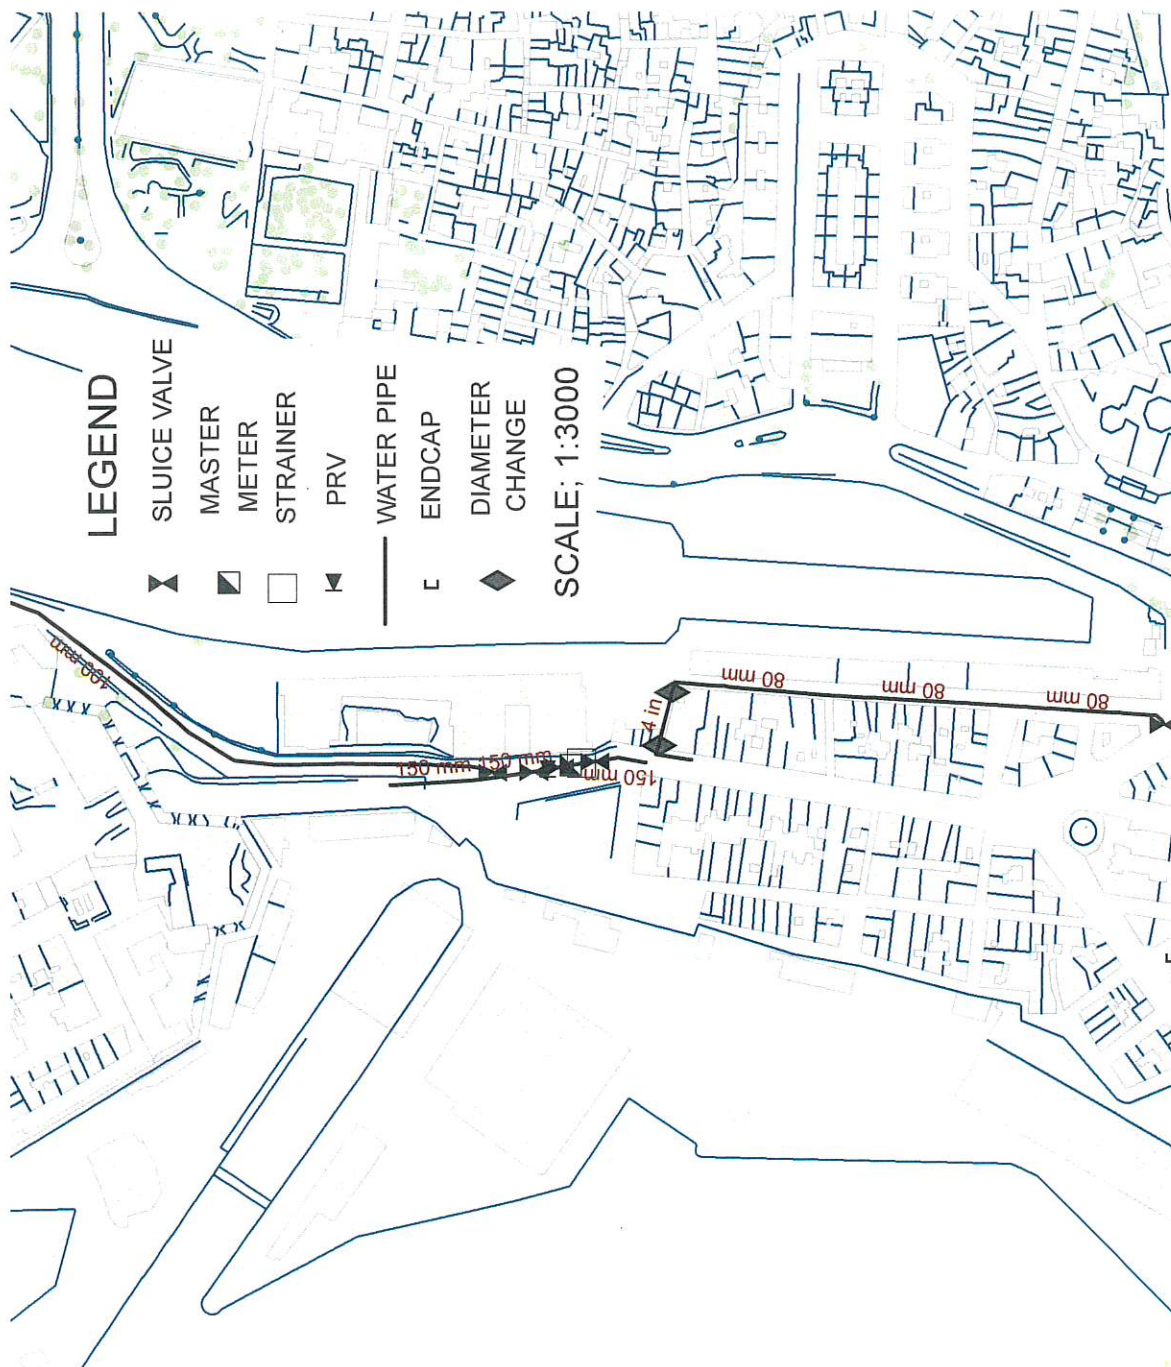 LEGEND
SLUICE VALVE
MASTER
METER
STRAINER
PRV
WATER PIPE
ENDCAP
DIAMETER
CHANGE
SCALE; 1:3000
100 mm
150 mm
150 mm
150 mm
4 in
80 mm
80 mm
80 mm